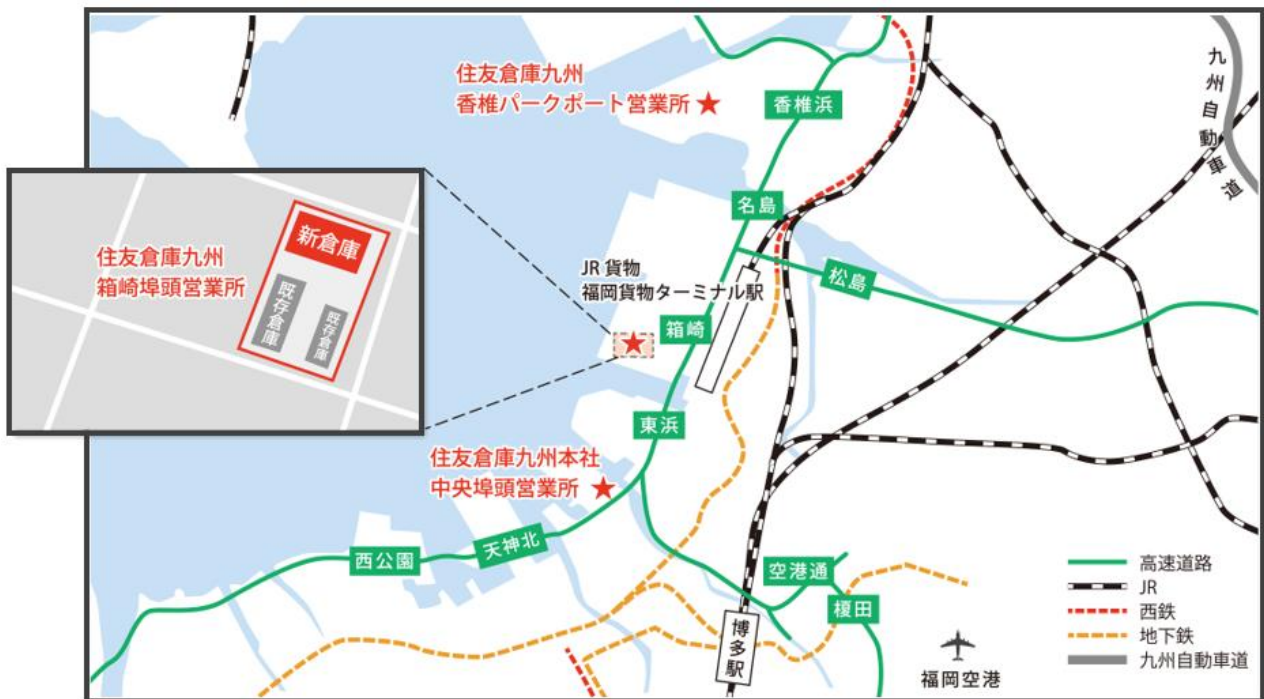 住友倉庫九州
香椎パークポート営業所
香椎浜
九州自動車道
名島
住友倉庫九州
箱崎埠頭営業所
新倉庫
既存倉庫
既存倉庫
JR 貨物
福岡貨物ターミナル駅
松島
箱崎
東浜
住友倉庫九州本社
中央埠頭営業所
天神北
西公園
空港通
榎田
博多駅
福岡空港
高速道路
JR
西鉄
地下鉄
九州自動車道